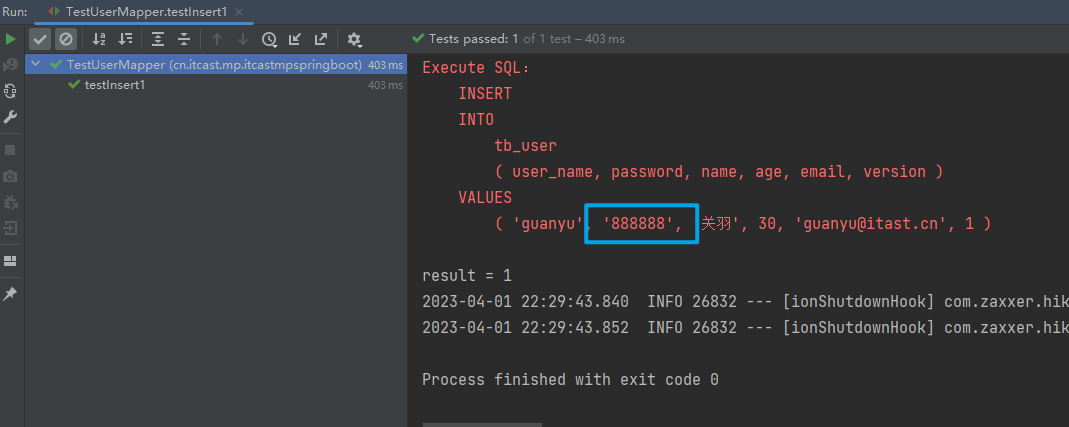 Run: TestUserMapper.testInsert1 ×
Tests passed: 1 of 1 test – 403 ms
TestUserMapper (cn.itcast.mp.itcastmpspringboot) 403 ms
testInsert1 403 ms
Execute SQL:
INSERT
INTO
tb_user
( user_name, password, name, age, email, version )
VALUES
( 'guanyu', '888888', 关羽', 30, 'guanyu@itast.cn', 1 )
result = 1
2023-04-01 22:29:43.840 INFO 26832 --- [ionShutdownHook] com.zaxxer.hik
2023-04-01 22:29:43.852 INFO 26832 --- [ionShutdownHook] com.zaxxer.hik
Process finished with exit code 0